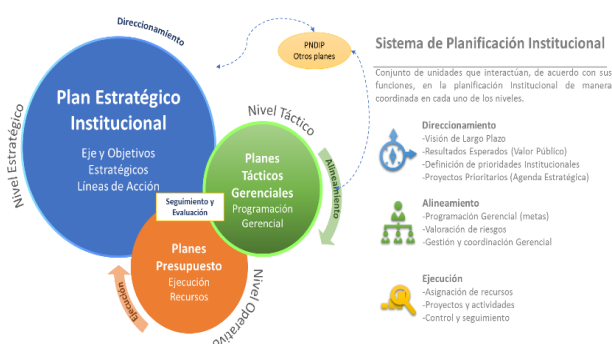 Direccionamiento
PNDIP
Otros planes
Sistema de Planificación Institucional
Conjunto de unidades que interactúan, de acuerdo con sus
funciones, en la planificación Institucional de manera
coordinada en cada uno de los niveles.
Nivel Estratégico
Plan Estratégico
Institucional
Eje y Objetivos
Estratégicos
Líneas de Acción
Nivel Táctico
Planes
Tácticos
Gerenciales
Programación
Gerencial
Alineamiento
Seguimiento y
Evaluación
Planes
Presupuesto
Ejecución
Recursos
Ejecución
Nivel Operativo
Direccionamiento
-Visión de Largo Plazo
-Resultados Esperados (Valor Público)
-Definición de prioridades Institucionales
-Proyectos Prioritarios (Agenda Estratégica)
Alineamiento
-Programación Gerencial (metas)
-Valoración de riesgos
-Gestión y coordinación Gerencial
Ejecución
-Asignación de recursos
-Proyectos y actividades
-Control y seguimiento